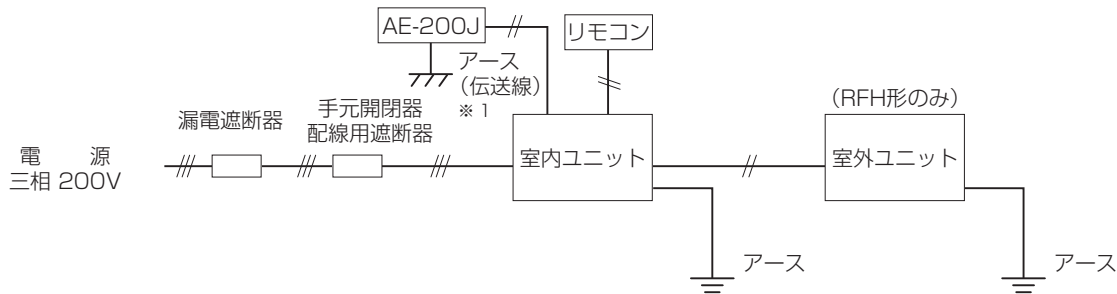 AE-200J
リモコン
アース
（伝送線）
※1
（RFH形のみ）
漏電遮断器
手元開閉器
配線用遮断器
電　源
三相 200V
室内ユニット
室外ユニット
アース
アース